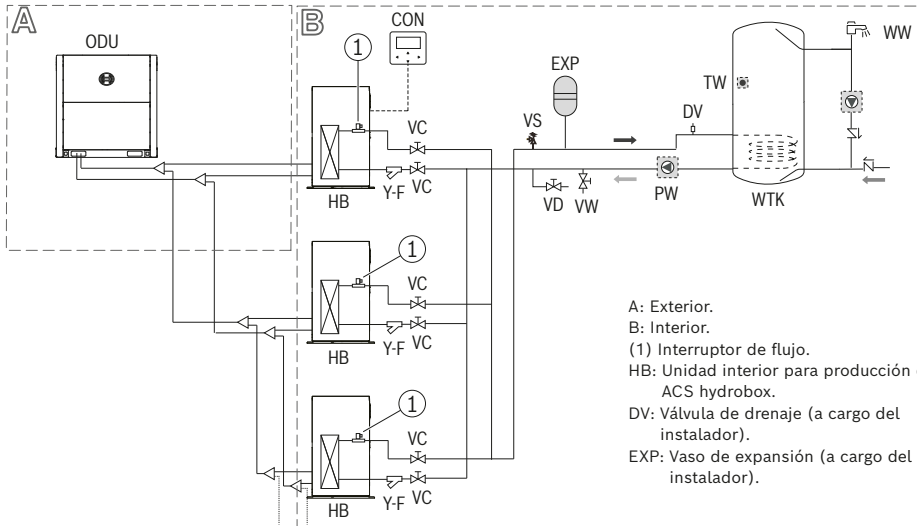 A
B
ODU
CON
1
EXP
WW
TW
DV
VS
VC
Y-F
VC
HB
VD
VW
PW
WTK
1
VC
Y-F
VC
HB
1
VC
Y-F
VC
HB
A: Exterior.
B: Interior.
(1) Interruptor de flujo.
HB: Unidad interior para producción
ACS hydrobox.
DV: Válvula de drenaje (a cargo del
instalador).
EXP: Vaso de expansión (a cargo del
instalador).